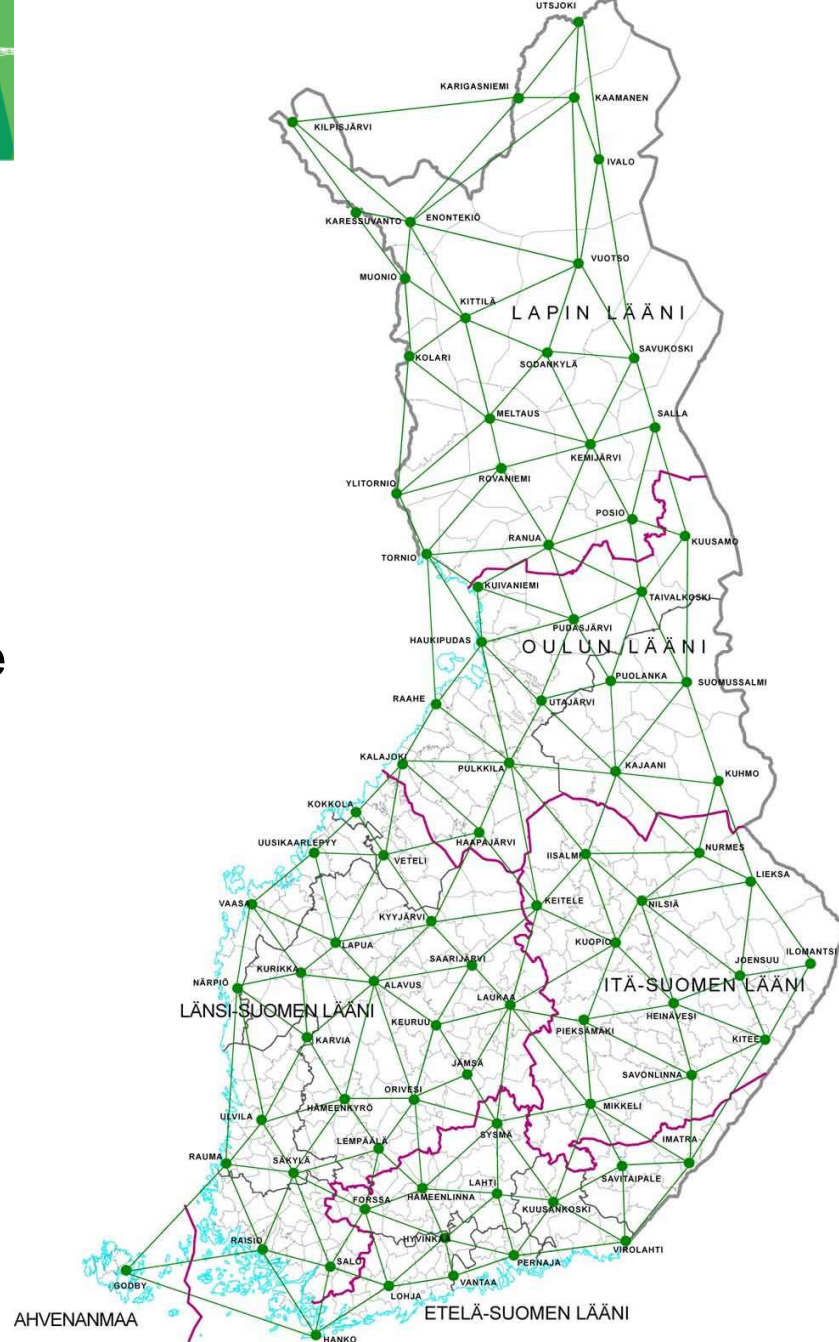 UTSJOKI
KARIGASNIEMI
KAAMANEN
KILPISJÄRVI
IVALO
KARESSUVANTO
ENONTEKIÖ
VUOTSO
MUONIO
KITTILÄ
LAPIN LÄÄNI
KOLARI
SODANKYLÄ
SAVUKOSKI
MELTAUS
SALLA
KEMIJÄRVI
ROVANIEMI
YLITORNIO
POSIO
RANUA
KUUSAMO
TORNIO
KUIVANIEMI
TAIVALKOSKI
PUDASJÄRVI
HAUKIPUDAS
OULUN LÄÄNI
e
PUOLANKA
SUOMUSSALMI
RAAHE
UTAJÄRVI
KALAJOKI
PULKKILA
KAJAANI
KUHMO
KOKKOLA
UUSIKAARLEPYY
HAAPAJÄRVI
NURMES
IISALMI
VETELI
LIEKSA
VAASA
KEITELE
NILSIÄ
KYYJÄRVI
LAPUA
KUOPIO
ILOMANTSI
SAARIJÄRVI
JOENSUU
KURIKKA
NÄRPIÖ
ALAVUS
ITÄ-SUOMEN LÄÄNI
LAUKAA
LÄNSI-SUOMEN LÄÄNI
HEINÄVESI
KEURUU
PIEKSÄMÄKI
KARVIA
KITEE
JÄMSÄ
SAVONLINNA
ORIVESI
HÄMEENKYRÖ
MIKKELI
ULVILA
SYSMÄ
LEMPÄÄLÄ
IMATRA
RAUMA
SÄKYLÄ
SAVITAIPALE
LAHTI
FORSSA
HÄMEENLINNA
KUUSANKOSKI
RAISIO
HYVINKÄÄ
VIROLAHTI
SALO
PERNAJA
GODBY
VANTAA
LOHJA
AHVENANMAA
ETELÄ-SUOMEN LÄÄNI
HANKO